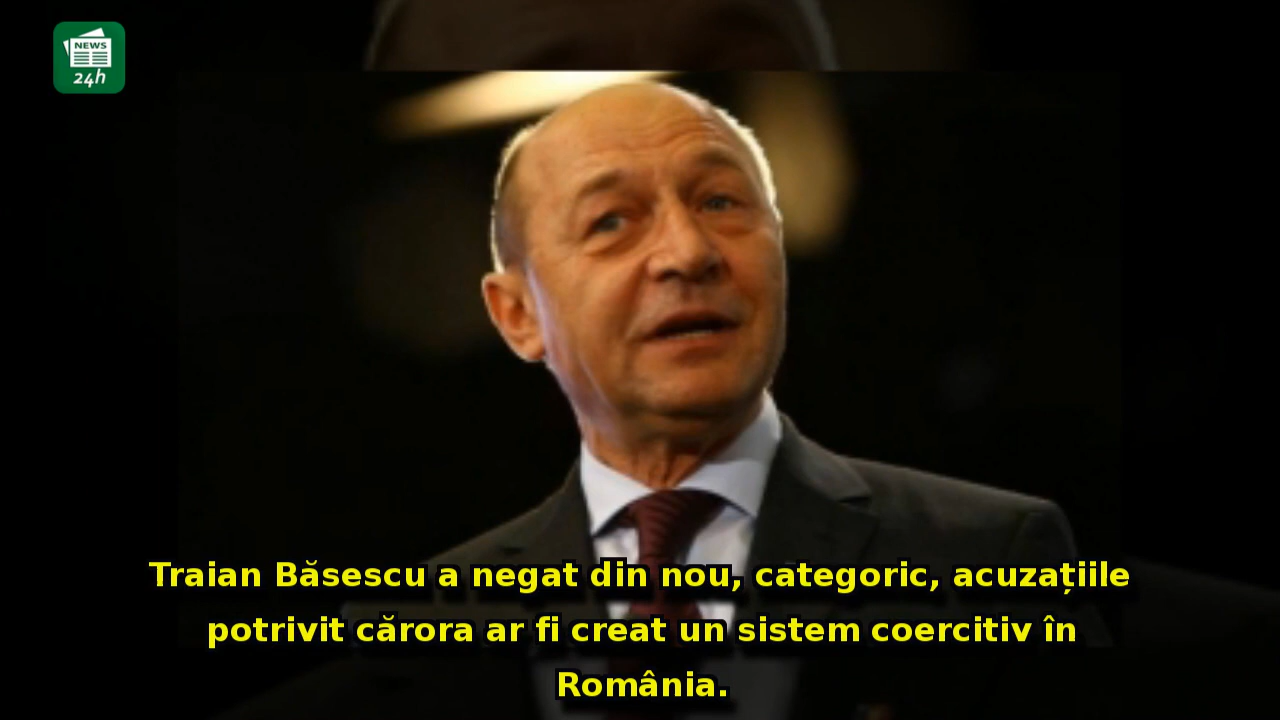 NEWS
24h
Traian Băsescu a negat din nou, categoric, acuzațiile
potrivit cărora ar fi creat un sistem coercitiv în
România.